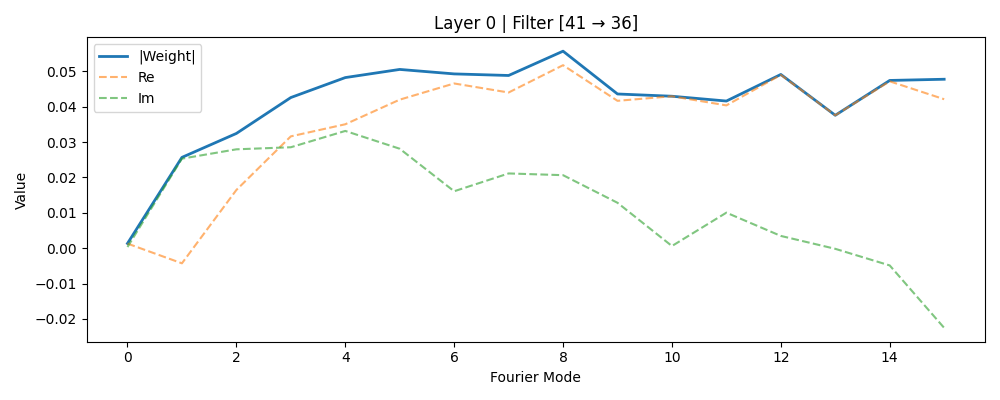 Layer 0 | Filter [41 → 36]
|Weight|
Re
Im
0.05
0.04
0.03
0.02
0.01
0.00
−0.01
−0.02
Value
0 2 4 6 8 10 12 14
Fourier Mode